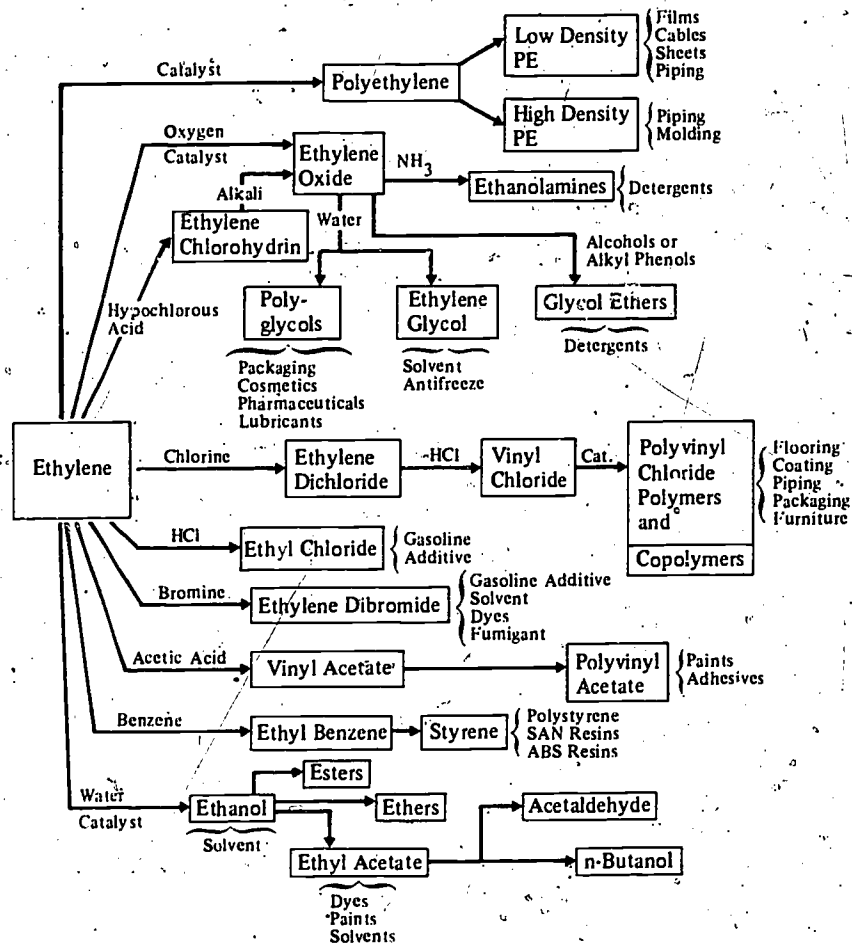 Catalyst
Polyethylene
Low Density
PE
Films
Cables
Sheets
Piping
High Density
PE
Piping
Molding
Oxygen
Catalyst
Ethylene
Oxide
NH3
Ethanolamines
Detergents
Alkali
Ethylene
Chlorohydrin
Water
Alcohols or
Alkyl Phenols
Hypochlorous
Acid
Poly-
glycols
Ethylene
Glycol
Glycol Ethers
Packaging
Cosmetics
Pharmaceuticals
Lubricants
Solvent
Antifreeze
Detergents
Ethylene
Chlorine
Ethylene
Dichloride
-HCl
Vinyl
Chloride
Cat.
Polyvinyl
Chloride
Polymers
and
Copolymers
Flooring
Coating
Piping
Packaging
Furniture
HCl
Ethyl Chloride
Gasoline
Additive
Bromine
Ethylene Dibromide
Gasoline Additive
Solvent
Dyes
Fumigant
Acetic Acid
Vinyl Acetate
Polyvinyl
Acetate
Paints
Adhesives
Benzene
Ethyl Benzene
Styrene
Polystyrene
SAN Resins
ABS Resins
Water
Catalyst
Ethanol
Solvent
Esters
Ethers
Ethyl Acetate
Dyes
Paints
Solvents
Acetaldehyde
n-Butanol